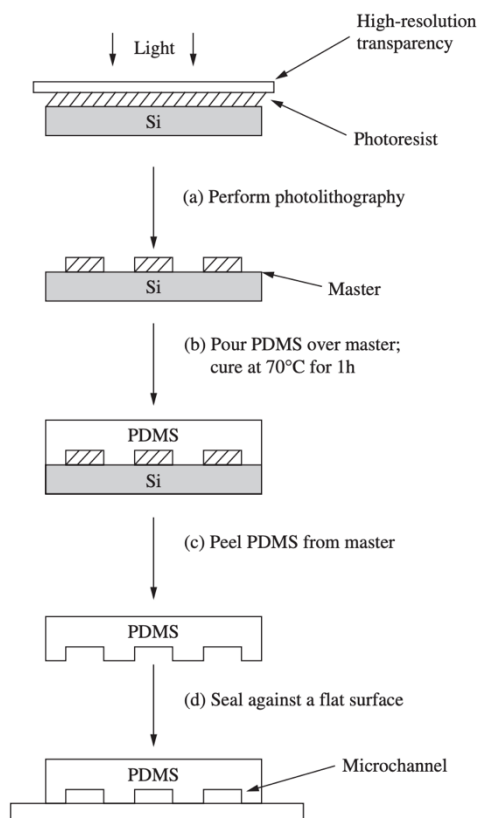 High-resolution
transparency
Light
Si
Photoresist
(a) Perform photolithography
Si
Master
(b) Pour PDMS over master;
cure at 70°C for 1h
PDMS
Si
(c) Peel PDMS from master
PDMS
(d) Seal against a flat surface
Microchannel
PDMS